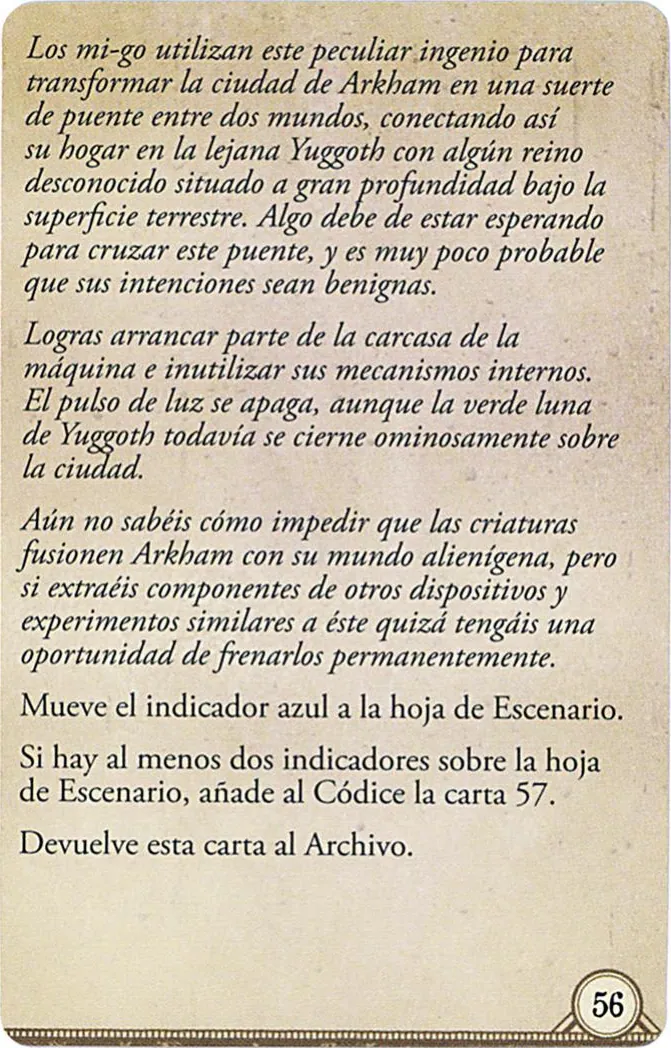 Los mi-go utilizan este peculiar ingenio para
transformar la ciudad de Arkham en una suerte
de puente entre dos mundos, conectando así
su hogar en la lejana Yuggoth con algún reino
desconocido situado a gran profundidad bajo la
superficie terrestre. Algo debe de estar esperando
para cruzar este puente, y es muy poco probable
que sus intenciones sean benignas.
Logras arrancar parte de la carcasa de la
máquina e inutilizar sus mecanismos internos.
El pulso de luz se apaga, aunque la verde luna
de Yuggoth todavía se cierne ominosamente sobre
la ciudad.
Aún no sabéis cómo impedir que las criaturas
fusionen Arkham con su mundo alienígena, pero
si extraéis componentes de otros dispositivos y
experimentos similares a éste quizá tengáis una
oportunidad de frenarlos permanentemente.
Mueve el indicador azul a la hoja de Escenario.
Si hay al menos dos indicadores sobre la hoja
de Escenario, añade al Códice la carta 57.
Devuelve esta carta al Archivo.
56